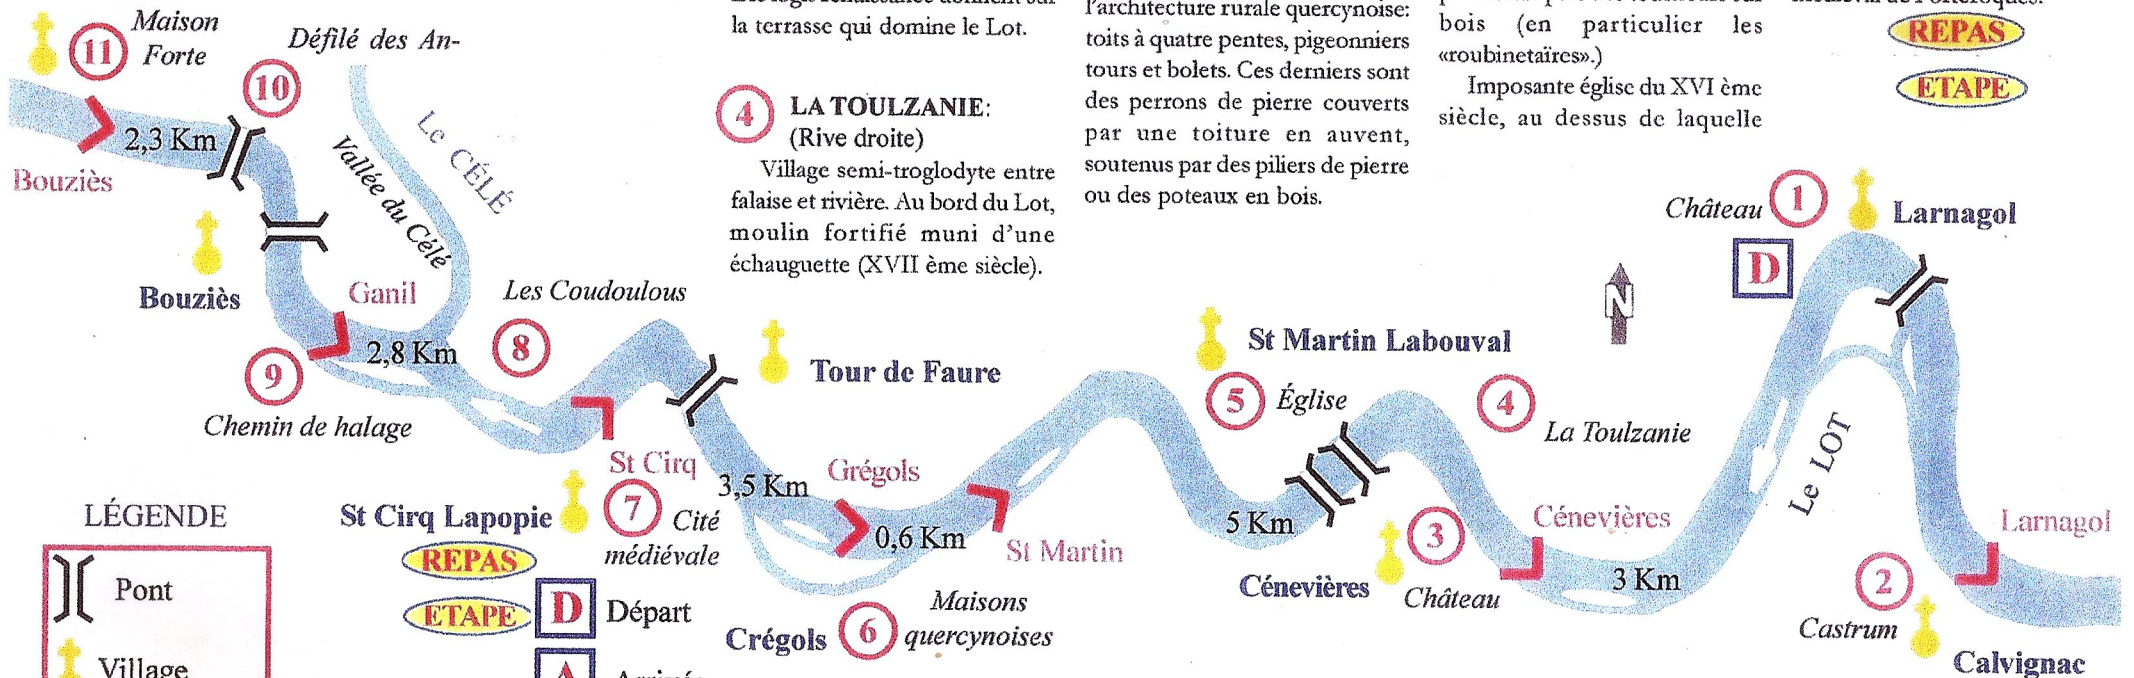 la terrasse qui domine le Lot.
4 LA TOULZANIE:
(Rive droite)
Village semi-troglodyte entre
falaise et rivière. Au bord du Lot,
moulin fortifié muni d'une
échauguette (XVII ème siècle).
l'architecture rurale quercynoise:
toits à quatre pentes, pigeonniers
tours et bolets. Ces derniers sont
des perrons de pierre couverts
par une toiture en auvent,
soutenus par des piliers de pierre
ou des poteaux en bois.
bois (en particulier les
«roubinetaïres».)
Imposante église du XVI ème
siècle, au dessus de laquelle
REPAS
ETAPE
11 Maison
Forte
Défilé des An-
10
2,3 Km
Bouziès
Vallée du Célé
Le CÉLÉ
Bouziès
Ganil
2,8 Km
9
Chemin de halage
Les Coudoulous
8
Tour de Faure
St Cirq
7 Cité
médiévale
St Cirq Lapopie
REPAS
ETAPE
D Départ
A
3,5 Km
Grégols
0,6 Km
St Martin
Crégols 6 Maisons
quercynoises
St Martin Labouval
5 Église
4
La Toulzanie
5 Km
Cénevières
3
Château
Cénevières
3 Km
N
Château 1
D
Larnagol
Le LOT
Larnagol
2
Castrum
Calvignac
LÉGENDE
Pont
Village